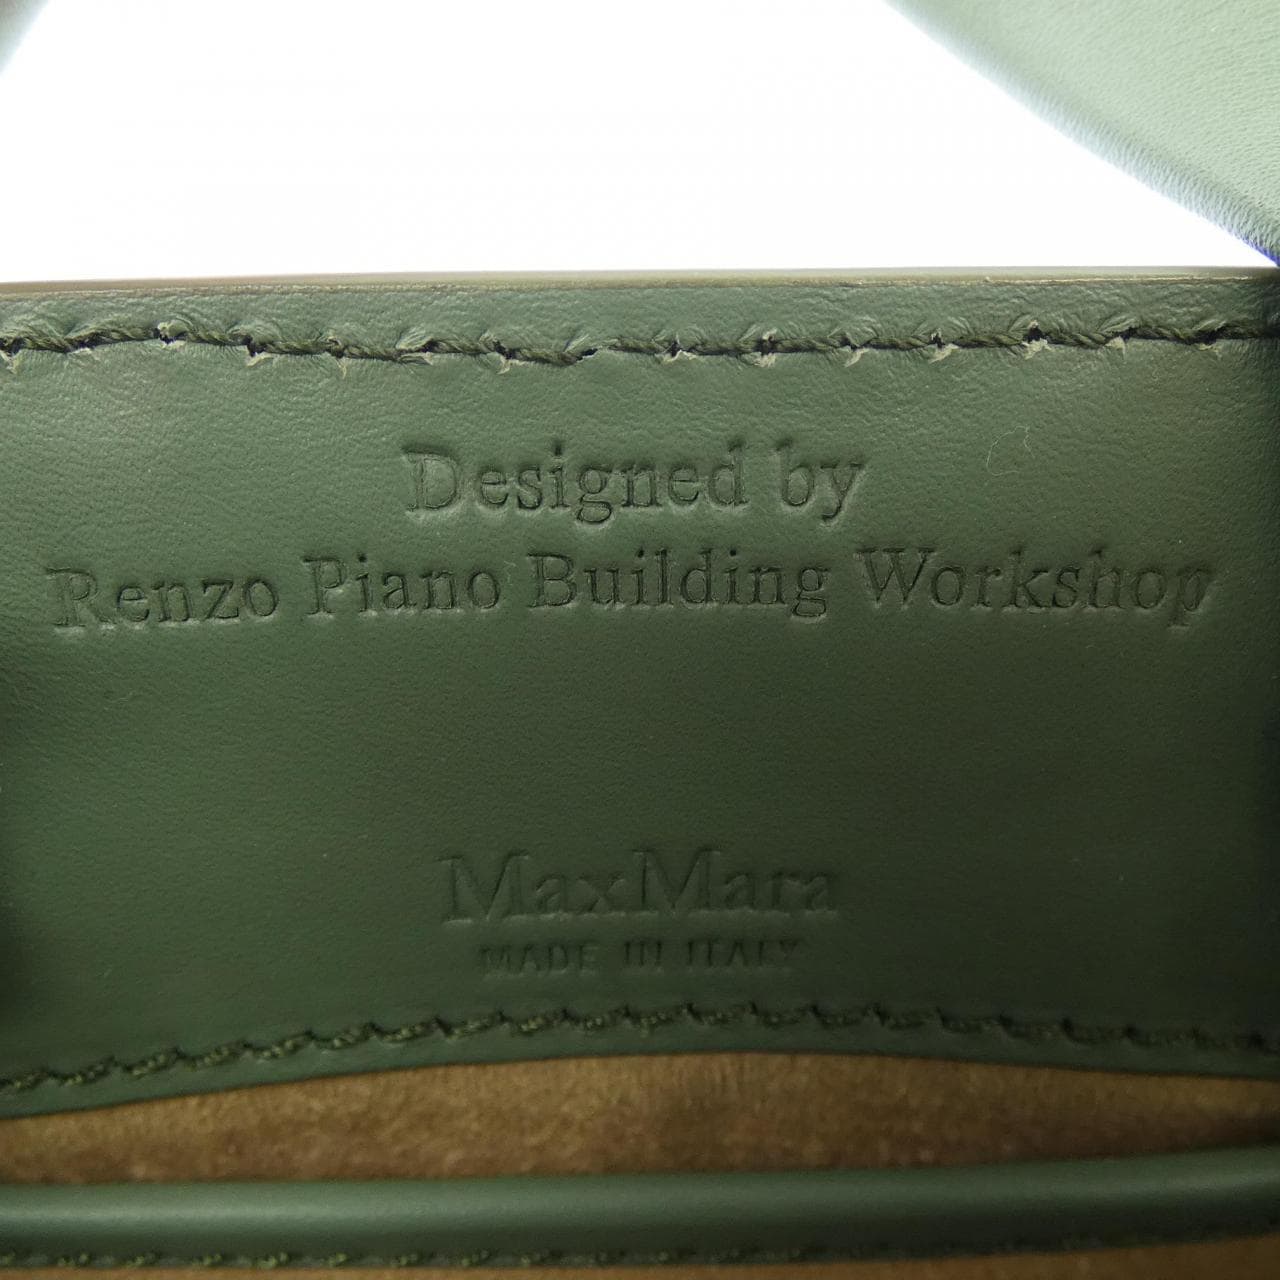 Designed by
Renzo Piano Building Workshop
MaxMara
MADE IN ITALY